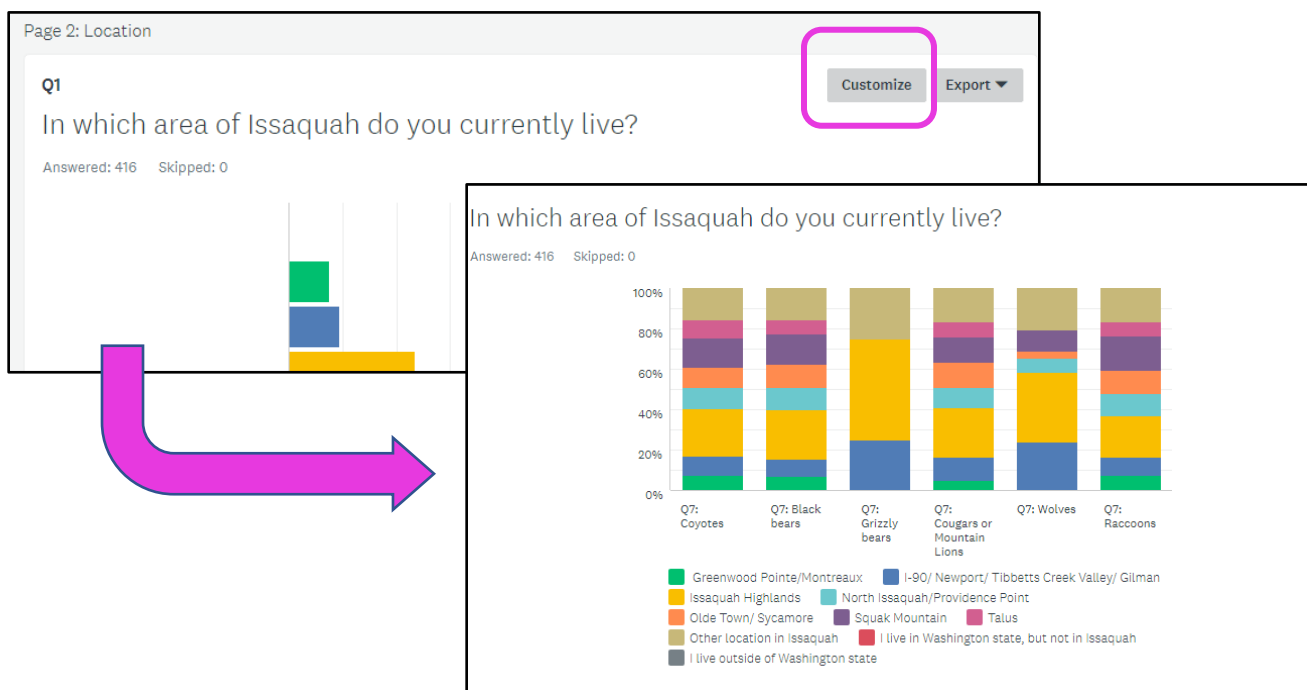 Page 2: Location
Q1
Customize
Export
In which area of Issaquah do you currently live?
Answered: 416 Skipped: 0
In which area of Issaquah do you currently live?
Answered: 416 Skipped: 0
100%
80%
60%
40%
20%
0%
Q7: Coyotes
Q7: Black bears
Q7: Grizzly bears
Q7: Cougars or Mountain Lions
Q7: Wolves
Q7: Raccoons
Greenwood Pointe/Montreaux I-90/ Newport/ Tibbetts Creek Valley/ Gilman
Issaquah Highlands North Issaquah/Providence Point
Olde Town/ Sycamore Squak Mountain Talus
Other location in Issaquah I live in Washington state, but not in Issaquah
I live outside of Washington state